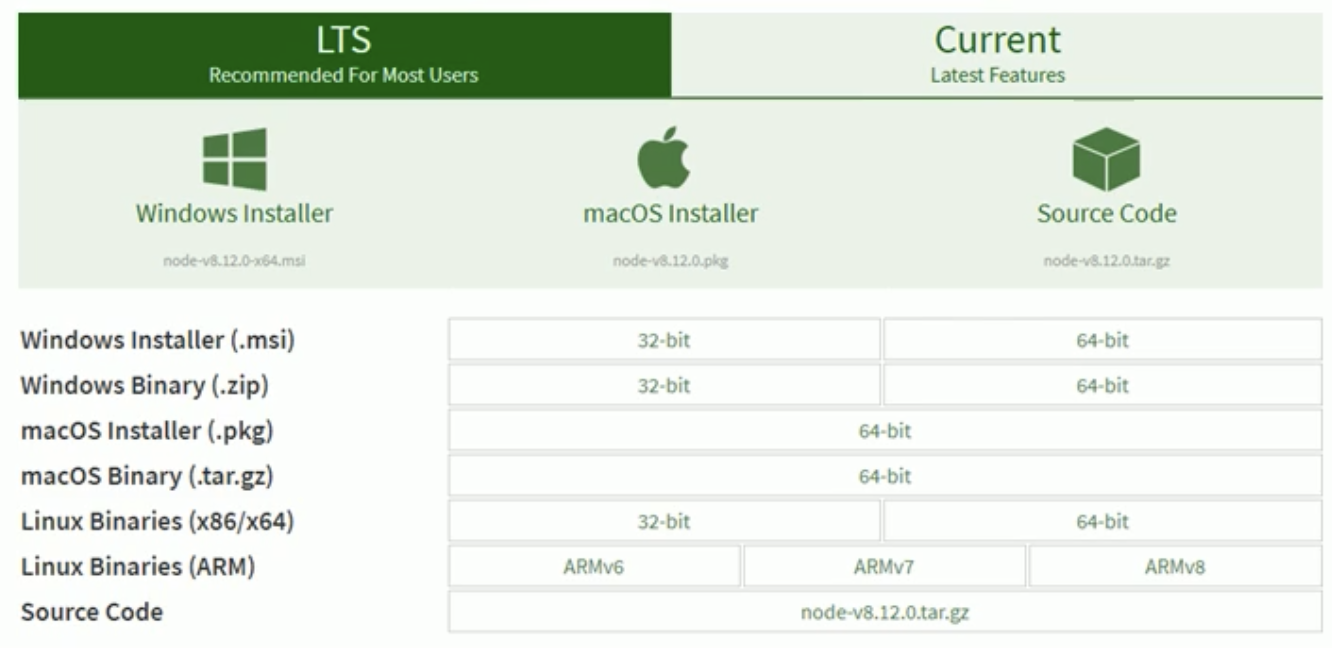 LTS
Recommended For Most Users
Current
Latest Features
Windows Installer
node-v8.12.0-x64.msi
macOS Installer
node-v8.12.0.pkg
Source Code
node-v8.12.0.tar.gz
Windows Installer (.msi) 32-bit 64-bit
Windows Binary (.zip) 32-bit 64-bit
macOS Installer (.pkg) 64-bit
macOS Binary (.tar.gz) 64-bit
Linux Binaries (x86/x64) 32-bit 64-bit
Linux Binaries (ARM) ARMv6 ARMv7 ARMv8
Source Code node-v8.12.0.tar.gz